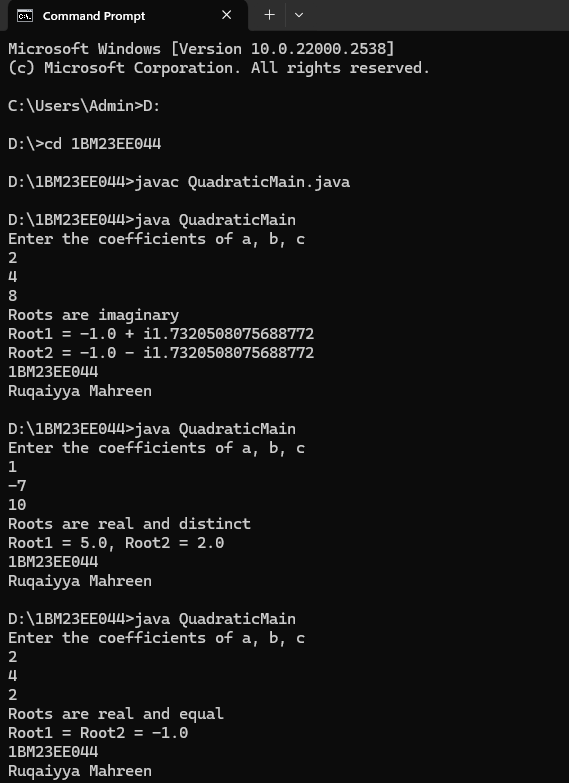 Command Prompt
Microsoft Windows [Version 10.0.22000.2538]
(c) Microsoft Corporation. All rights reserved.
C:\Users\Admin>D:
D:\>cd 1BM23EE044
D:\1BM23EE044>javac QuadraticMain.java
D:\1BM23EE044>java QuadraticMain
Enter the coefficients of a, b, c
2
4
8
Roots are imaginary
Root1 = -1.0 + i1.7320508075688772
Root2 = -1.0 - i1.7320508075688772
1BM23EE044
Ruqaiyya Mahreen
D:\1BM23EE044>java QuadraticMain
Enter the coefficients of a, b, c
1
-7
10
Roots are real and distinct
Root1 = 5.0, Root2 = 2.0
1BM23EE044
Ruqaiyya Mahreen
D:\1BM23EE044>java QuadraticMain
Enter the coefficients of a, b, c
2
4
2
Roots are real and equal
Root1 = Root2 = -1.0
1BM23EE044
Ruqaiyya Mahreen